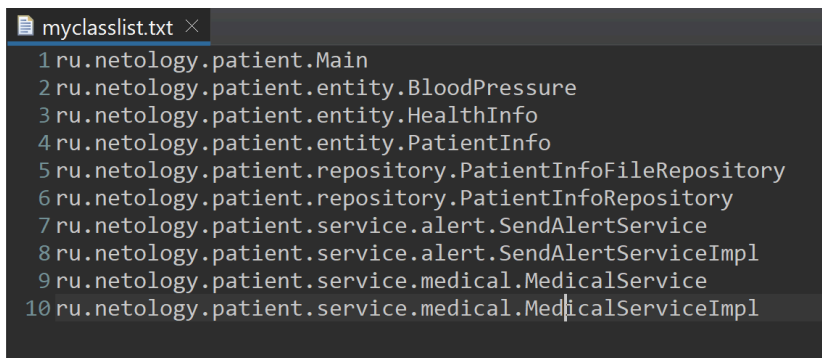 myclasslist.txt
1 ru.netology.patient.Main
2 ru.netology.patient.entity.BloodPressure
3 ru.netology.patient.entity.HealthInfo
4 ru.netology.patient.entity.PatientInfo
5 ru.netology.patient.repository.PatientInfoFileRepository
6 ru.netology.patient.repository.PatientInfoRepository
7 ru.netology.patient.service.alert.SendAlertService
8 ru.netology.patient.service.alert.SendAlertServiceImpl
9 ru.netology.patient.service.medical.MedicalService
10 ru.netology.patient.service.medical.MedicalServiceImpl